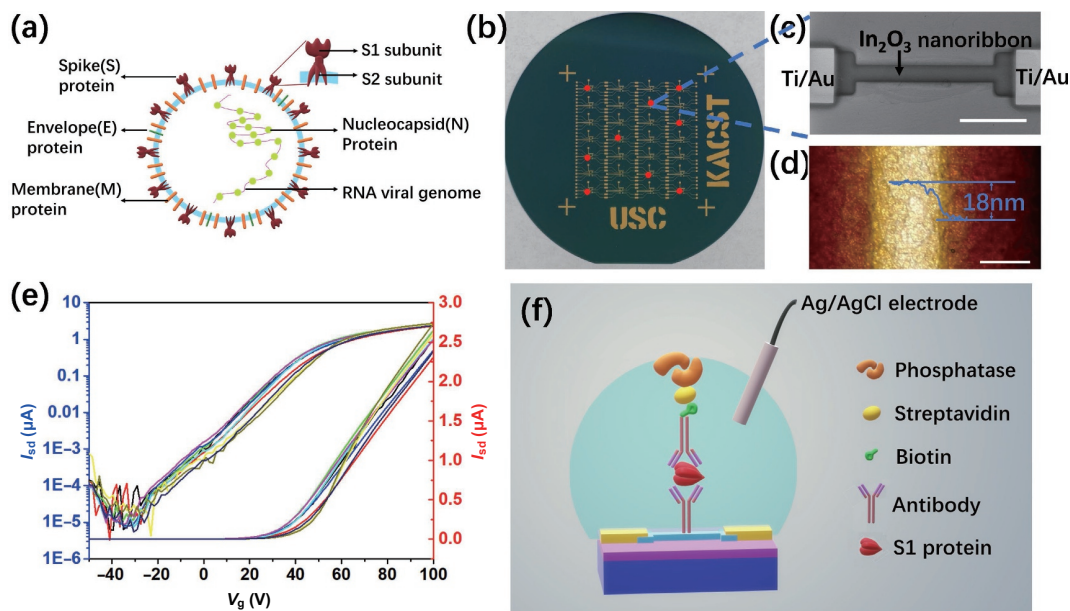 (a)
S1 subunit
S2 subunit
Spike(S)
protein
Envelope(E)
protein
Nucleocapsid(N)
Protein
Membrane(M)
protein
RNA viral genome
(b)
KACST
USC
(c)
In₂O₃ nanoribbon
Ti/Au
Ti/Au
(d)
18nm
(e)
10
1
0.1
0.01
1E−3
1E−4
1E−5
1E−6
Isd (μA)
3.0
2.5
2.0
1.5
1.0
0.5
0.0
Isd (μA)
−40
−20
0
20
40
60
80
100
Vg (V)
(f)
Ag/AgCl electrode
Phosphatase
Streptavidin
Biotin
Antibody
S1 protein